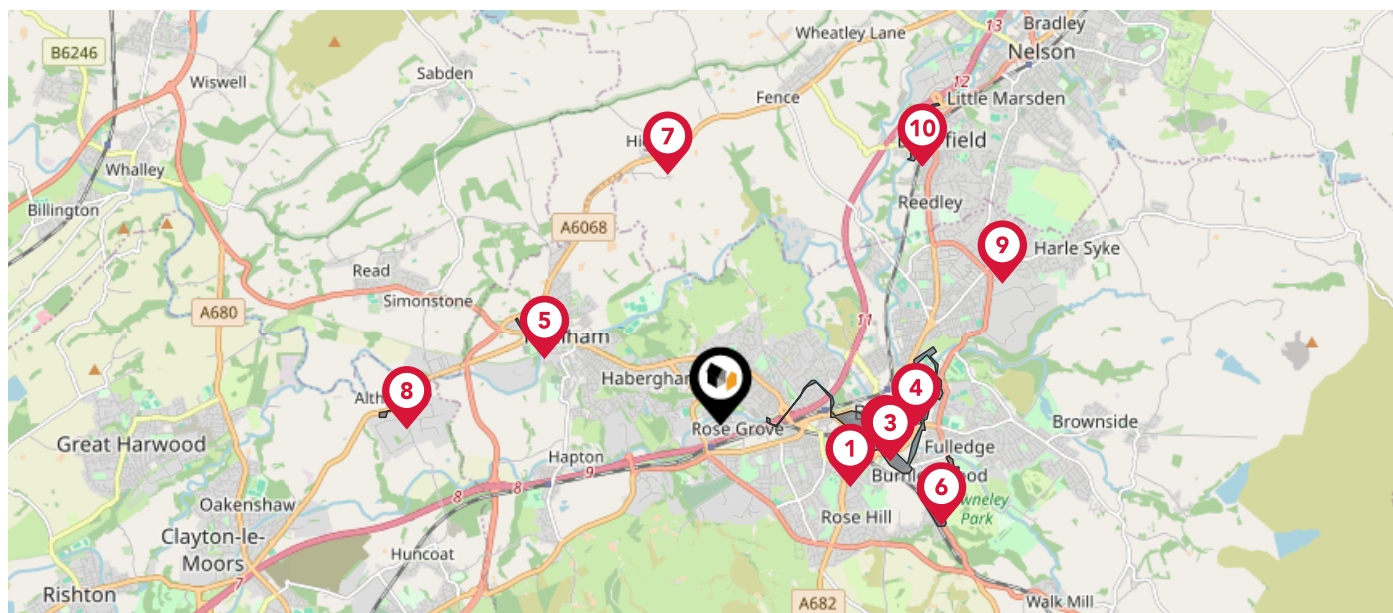 Bradley
13
B6246
Wheatley Lane
Nelson
Sabden
Wiswell
12
Fence
Little Marsden
10
7
Whalley
Reedley
Billington
A6068
9
Harle Syke
Read
Simonstone
A680
11
5
8
4
Great Harwood
Rose Grove
3
Brownside
1
Fulledge
Hapton
9
6
8
8
Oakenshaw
Rose Hill
Park
Clayton-le-
Moors
Huncoat
7
Rishton
A682
Walk Mill